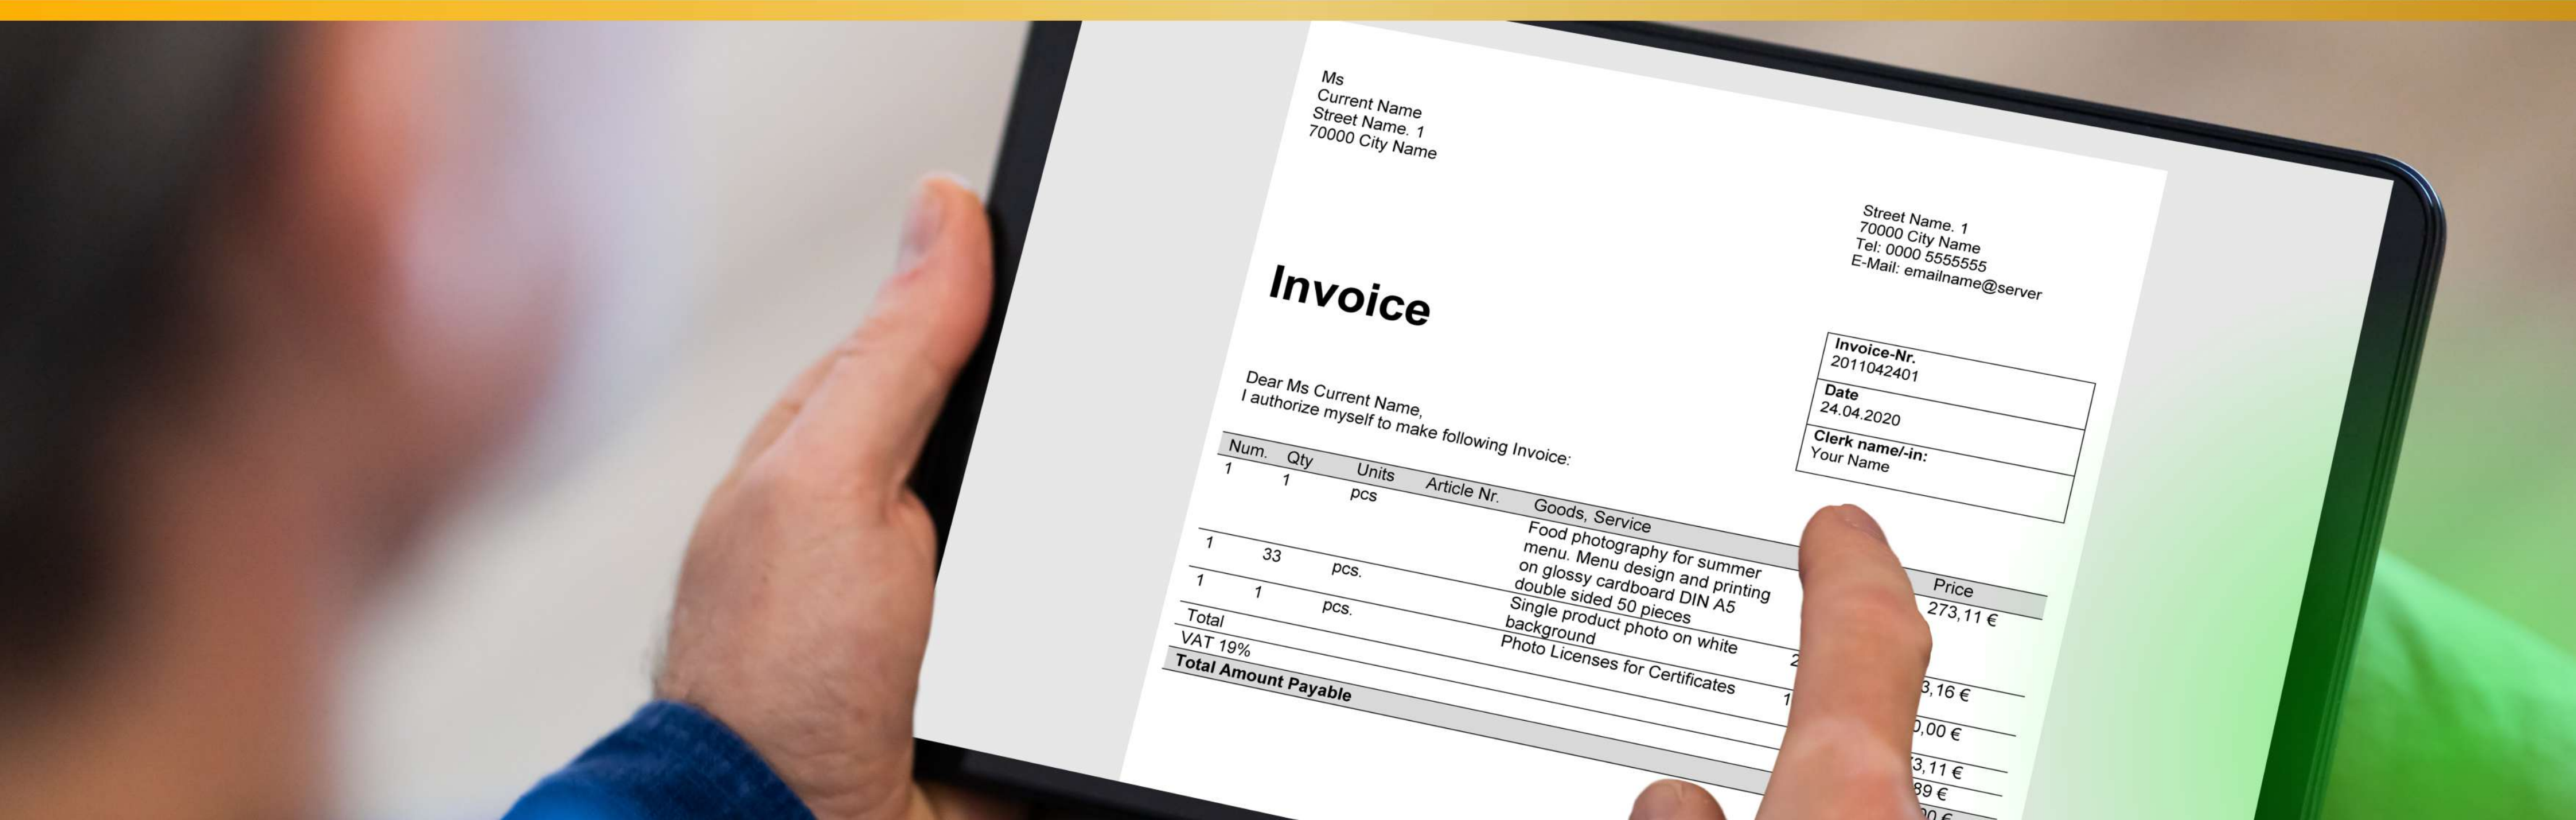 Ms
Current Name
Street Name. 1
70000 City Name
Street Name. 1
70000 City Name
Tel: 0000 5555555
E-Mail: emailname@server
Invoice
Invoice-Nr.
2011042401
Date
24.04.2020
Clerk name/-in:
Your Name
Dear Ms Current Name,
I authorize myself to make following Invoice:
Num. Qty Units Article Nr. Goods, Service Price
1 1 pcs Food photography for summer 273,11 €
menu. Menu design and printing
on glossy cardboard DIN A5
double sided 50 pieces
1 33 pcs. Single product photo on white
background
1 1 pcs. Photo Licenses for Certificates
Total
VAT 19%
Total Amount Payable